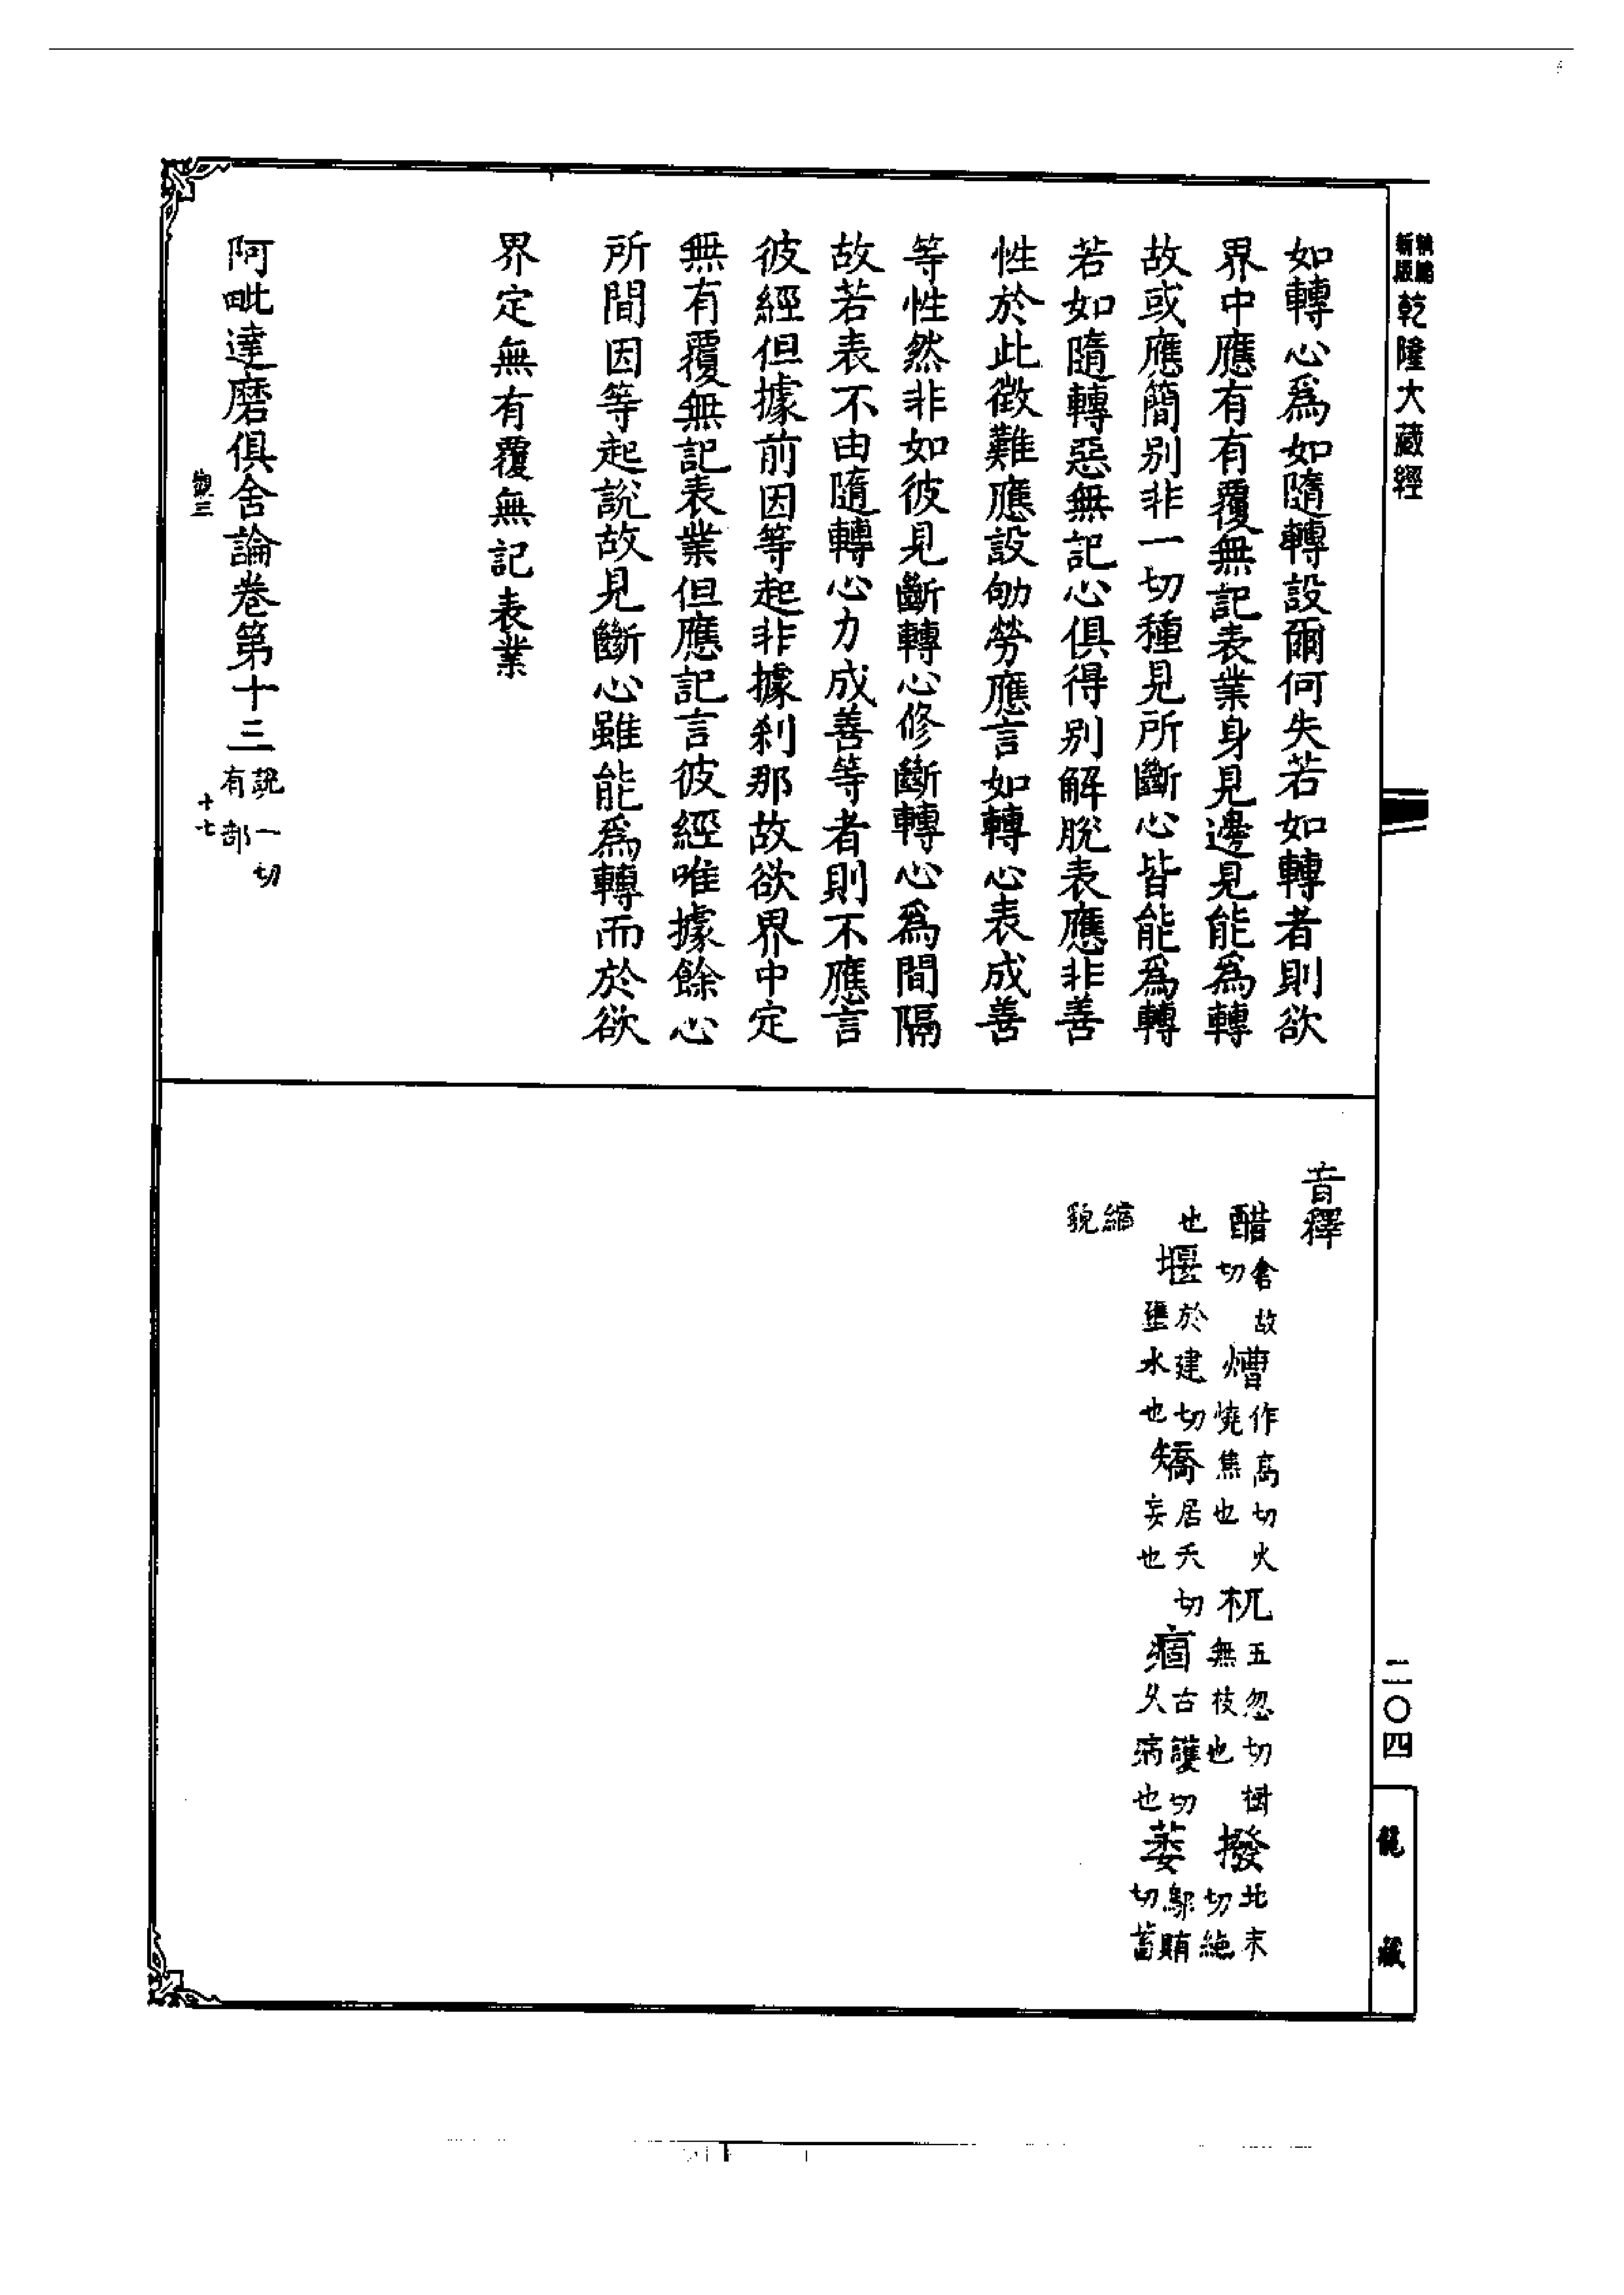 乾隆大藏經
如轉心爲如隨轉設爾何失若如轉者則欲
界中應有有覆無記表業身見邊見能爲轉
故或應簡别非一切種見所斷心皆能爲轉
若如隨轉惡無記心俱得别解脫表應非善
性於此徵難應設劬勞應言如轉心表成善
等性然非如彼見斷轉心修斷轉心爲間隔
故若表不由隨轉心力成善等者則不應言
彼經但據前因等起非據刹那故欲界中定
無有覆無記表業但應記言彼經唯據餘心
所間因等起說故見斷心雖能爲轉而於欲
界定無有覆無記表業
阿毗達磨俱舍論卷第十三 說一切有部
觀三 十七
音釋
醋倉故切㷮作高切火燒焦也杌五忽切樹無枝也撥北末切絕
也堰於建切壅水也矯居夭切妄也痼古護切久病也萎鄔賄切蓄
縮貌
二〇四
龍藏